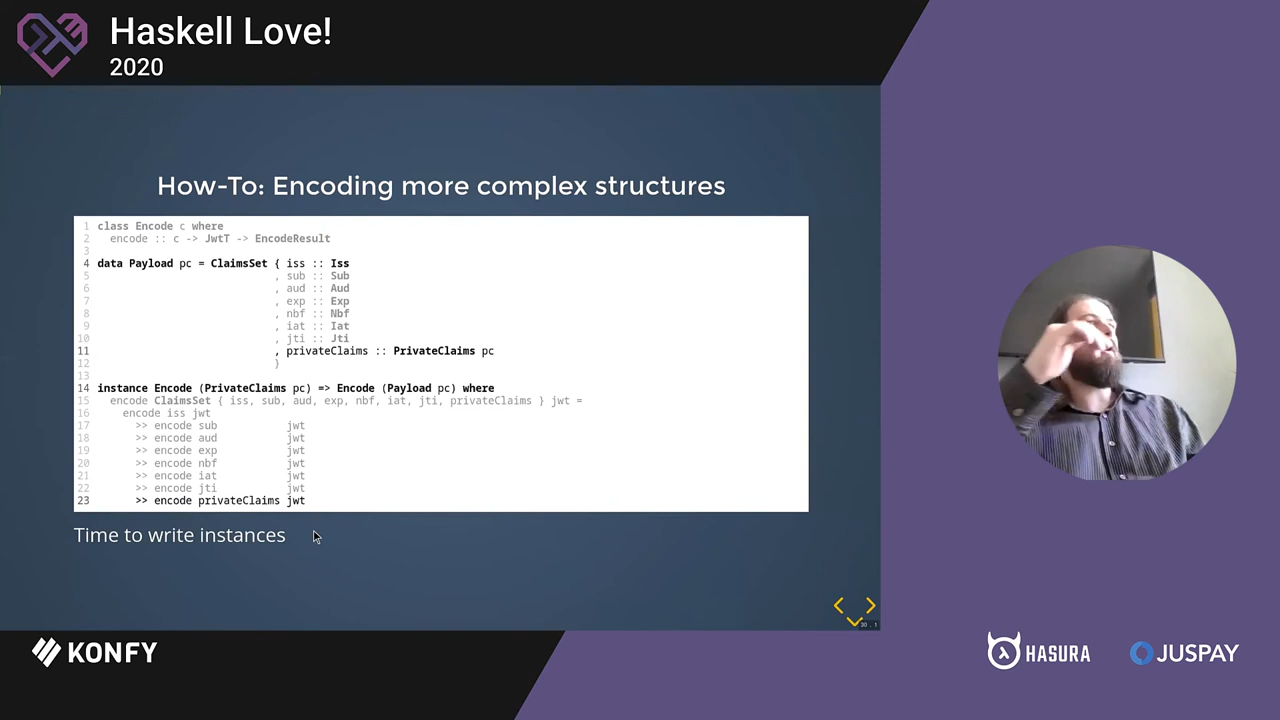 Haskell Love!
2020
How-To: Encoding more complex structures
1 class Encode c where
2   encode :: c -> JwtT -> EncodeResult
3
4 data Payload pc = ClaimsSet { iss :: Iss
5                             , sub :: Sub
6                             , aud :: Aud
7                             , exp :: Exp
8                             , nbf :: Nbf
9                             , iat :: Iat
10                             , jti :: Jti
11                             , privateClaims :: PrivateClaims pc
12                             }
13
14 instance Encode (PrivateClaims pc) => Encode (Payload pc) where
15   encode ClaimsSet { iss, sub, aud, exp, nbf, iat, jti, privateClaims } jwt =
16     encode iss jwt
17       >> encode sub           jwt
18       >> encode aud           jwt
19       >> encode exp           jwt
20       >> encode nbf           jwt
21       >> encode iat           jwt
22       >> encode jti           jwt
23       >> encode privateClaims jwt
Time to write instances
30 . 1
KONFY
HASURA
JUSPAY